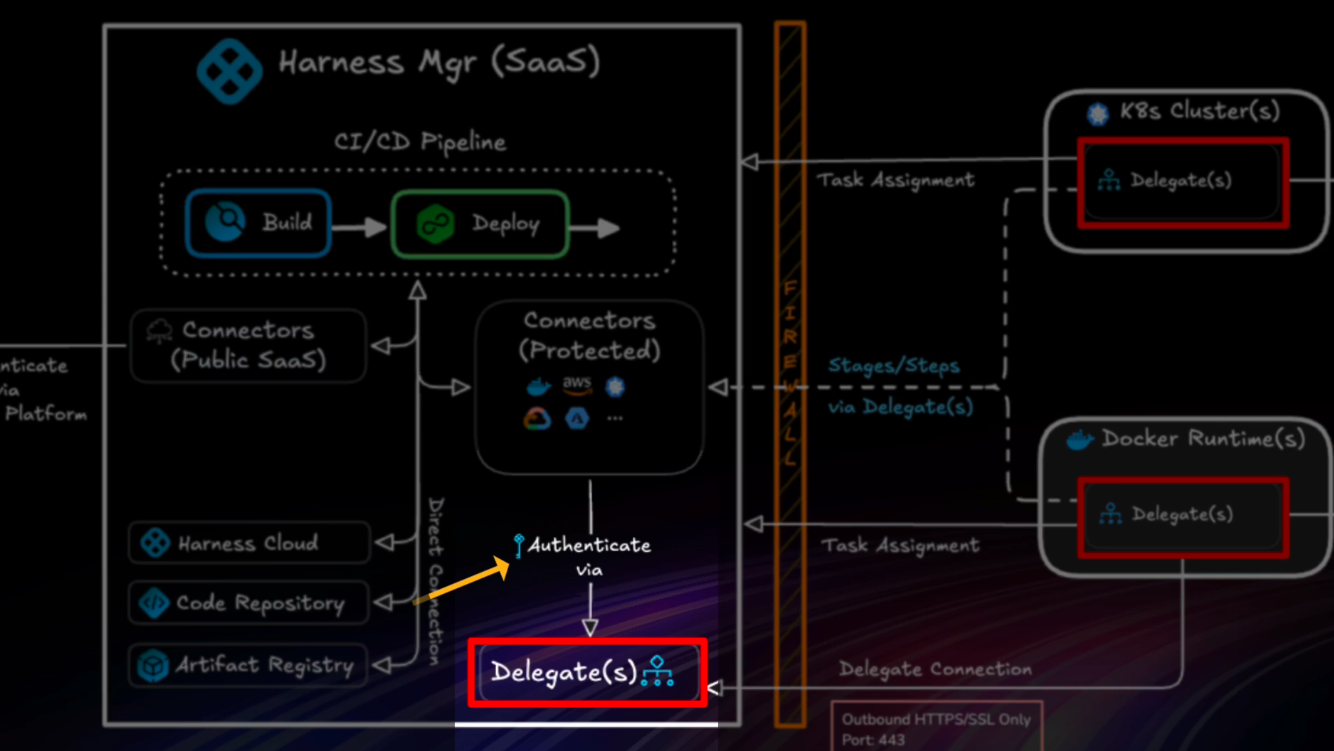 Harness Mgr (SaaS)
CI/CD Pipeline
Build
Deploy
Connectors
(Public SaaS)
Connectors
(Protected)
aws
...
nticate
via
Platform
Direct Connection
Harness Cloud
Code Repository
Artifact Registry
Authenticate
via
Delegate(s)
FIREWALL
K8s Cluster(s)
Delegate(s)
Task Assignment
Stages/Steps
via Delegate(s)
Docker Runtime(s)
Delegate(s)
Task Assignment
Delegate Connection
Outbound HTTPS/SSL Only
Port: 443